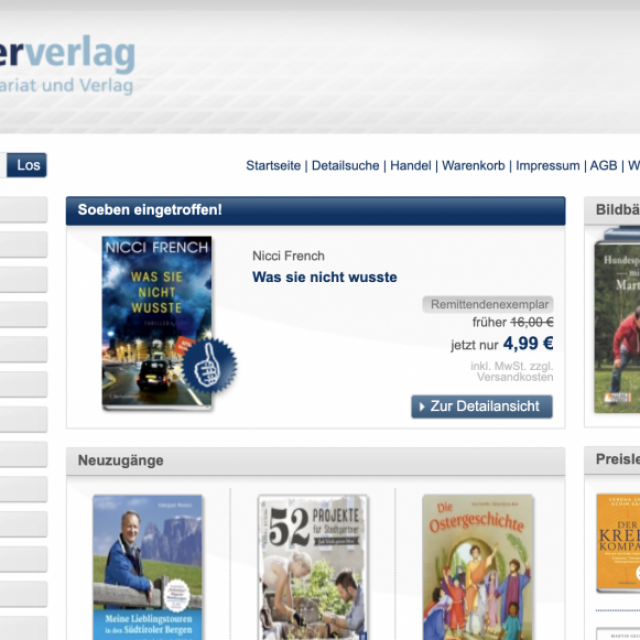 erverlag
ariat und Verlag
Los
Startseite | Detailsuche | Handel | Warenkorb | Impressum | AGB | W
Soeben eingetroffen!
NICCI FRENCH
WAS SIE
NICHT
WUSSTE
THRILLER
Nicci French
Was sie nicht wusste
Remittendenexemplar
früher 16,00 €
jetzt nur 4,99 €
inkl. MwSt. zzgl.
Versandkosten
Zur Detailansicht
Bildbä
Hundesp
Mart
Neuzugänge
Meine Lieblingstouren
in den Südtiroler Bergen
52 PROJEKTE
für Stadtgärtner
Die
Ostergeschichte
Preisle
DER
KREB
KOMPA